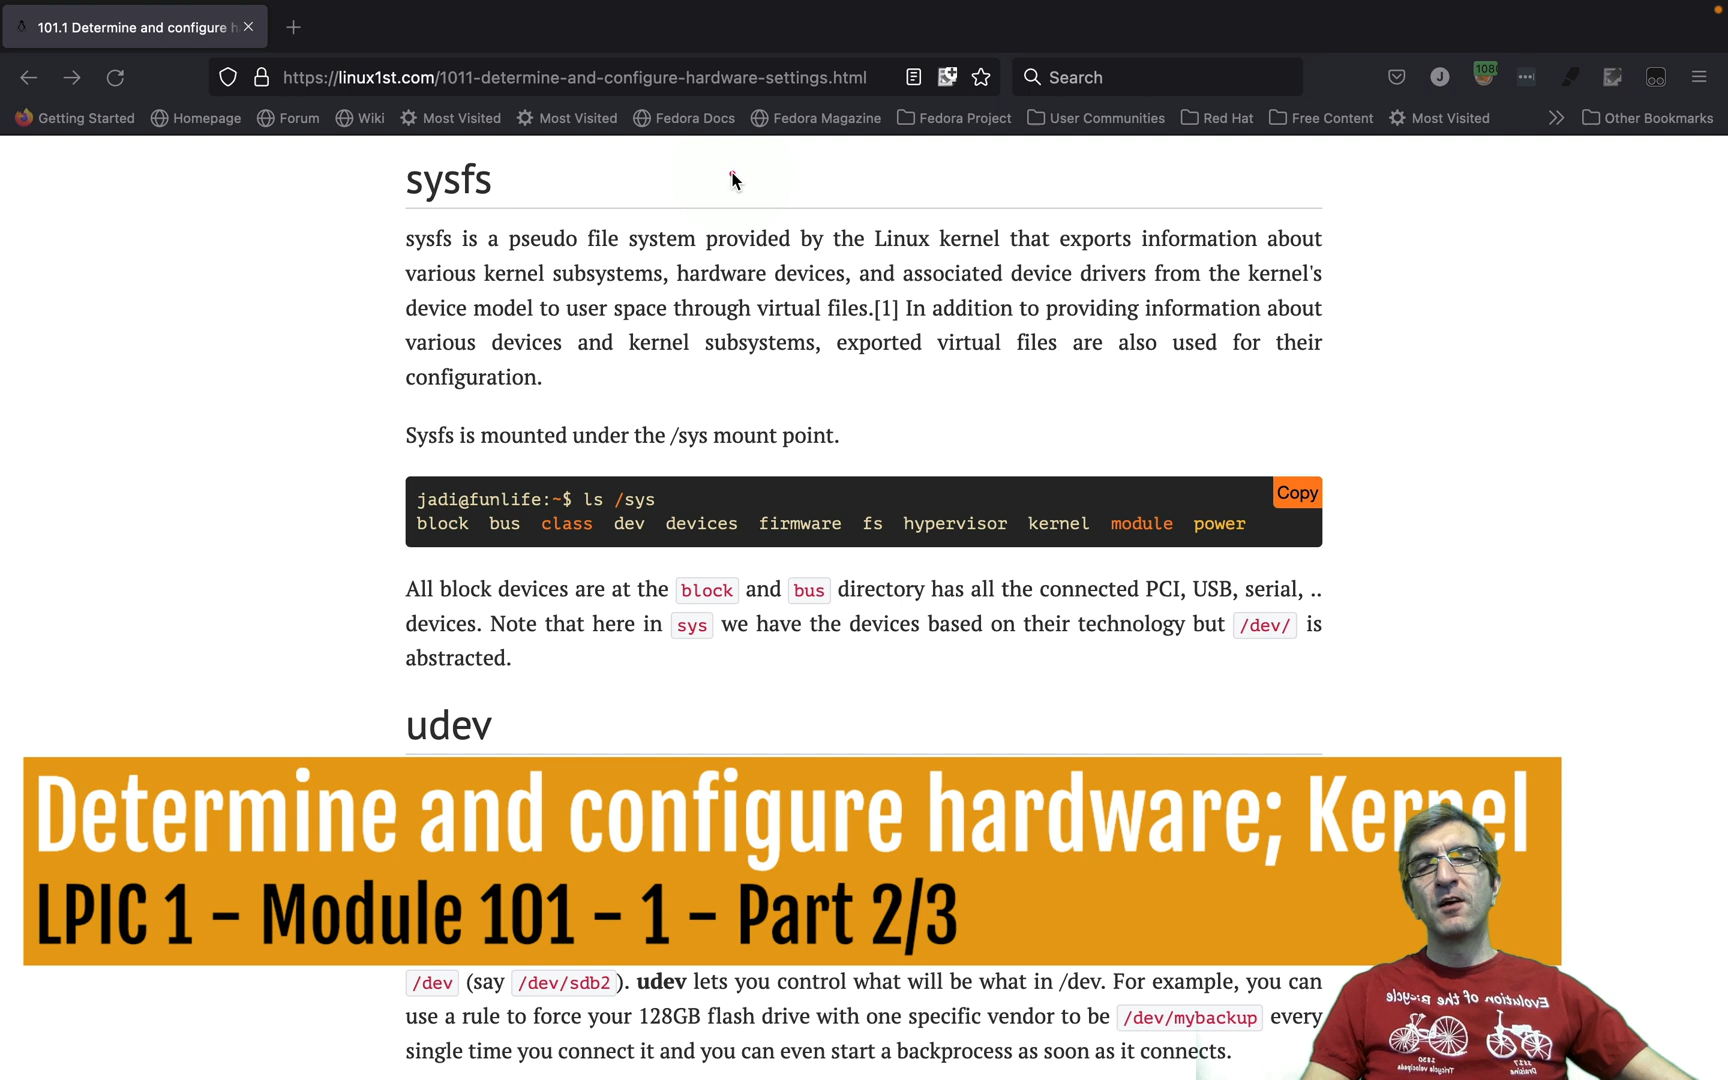 101.1 Determine and configure h
https://linux1st.com/1011-determine-and-configure-hardware-settings.html
Search
J
108
Getting Started Homepage Forum Wiki Most Visited Most Visited Fedora Docs Fedora Magazine Fedora Project User Communities Red Hat Free Content Most Visited Other Bookmarks
sysfs
sysfs is a pseudo file system provided by the Linux kernel that exports information about
various kernel subsystems, hardware devices, and associated device drivers from the kernel's
device model to user space through virtual files.[1] In addition to providing information about
various devices and kernel subsystems, exported virtual files are also used for their
configuration.
Sysfs is mounted under the /sys mount point.
Copy
jadi@funlife:~$ ls /sys
block bus class dev devices firmware fs hypervisor kernel module power
All block devices are at the block and bus directory has all the connected PCI, USB, serial, ..
devices. Note that here in sys we have the devices based on their technology but /dev/ is
abstracted.
udev
Determine and configure hardware; Kernel
LPIC 1 – Module 101 – 1 – Part 2/3
/dev (say /dev/sdb2). udev lets you control what will be what in /dev. For example, you can
use a rule to force your 128GB flash drive with one specific vendor to be /dev/mybackup every
single time you connect it and you can even start a backprocess as soon as it connects.
Evolution of the Bicycle